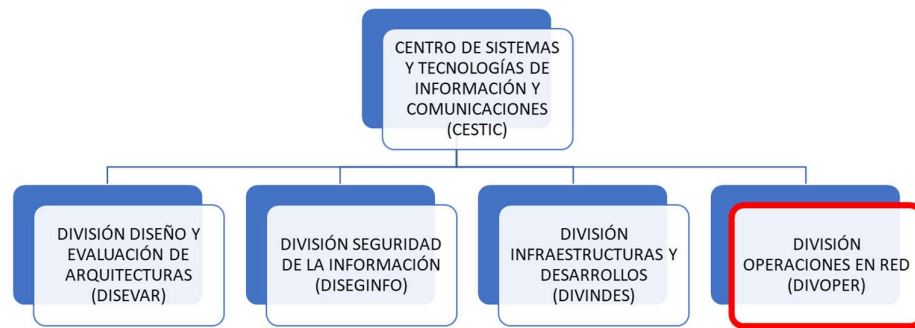 CENTRO DE SISTEMAS
Y TECNOLOGÍAS DE
INFORMACIÓN Y
COMUNICACIONES
(CESTIC)
DIVISIÓN DISEÑO Y
EVALUACIÓN DE
ARQUITECTURAS
(DISEVAR)
DIVISIÓN SEGURIDAD
DE LA INFORMACIÓN
(DISEGINFO)
DIVISIÓN
INFRAESTRUCTURAS Y
DESARROLLOS
(DIVINDES)
DIVISIÓN
OPERACIONES EN RED
(DIVOPER)